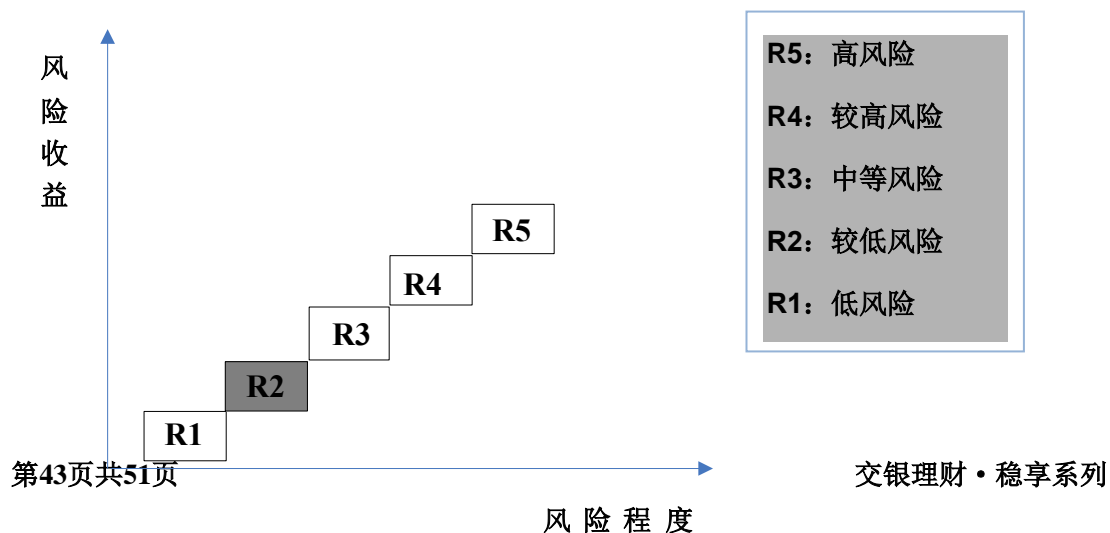 风
险
收
益
R5
R4
R3
R2
R1
R5：高风险
R4：较高风险
R3：中等风险
R2：较低风险
R1：低风险
第43页共51页
交银理财·稳享系列
风 险 程 度